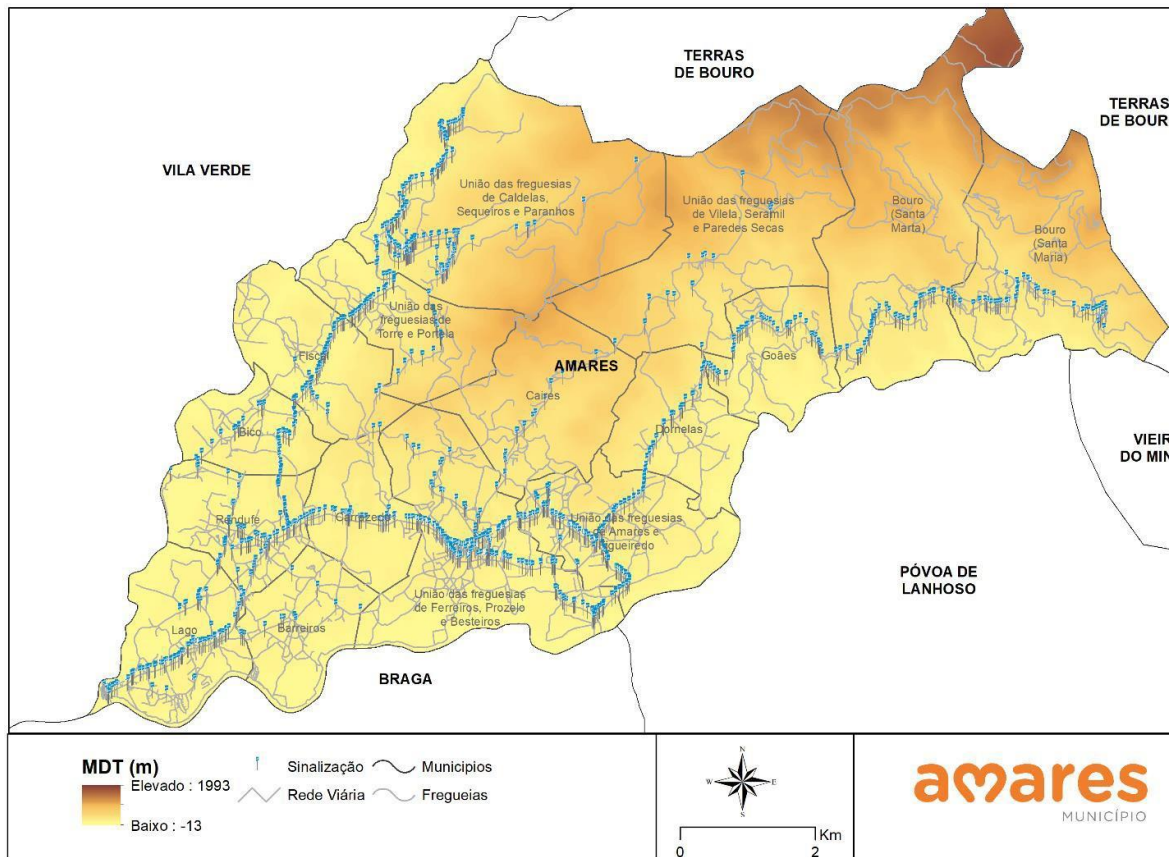 TERRAS
DE BOURO
TERRAS
DE BOUR
VILA VERDE
União das freguesias
de Caldelas,
Sequeiros e Paranhos
União das freguesias
de Vilela, Seramil
e Paredes Secas
Bouro
(Santa
Marta)
Bouro
(Santa
Maria)
União das
freguesias de
Torre e Portela
Fiscal
AMARES
Goães
Caires
Bico
Dornelas
VIEIR
DO MIN
Rendufe
Carrazedo
União das freguesias
de Amares e
Figueiredo
PÓVOA DE
LANHOSO
União das freguesias
de Ferreiros, Prozelo
e Besteiros
Lago
Barreiros
BRAGA
MDT (m)
Elevado : 1993
Baixo : -13
Sinalização
Rede Viária
Municipios
Fregueias
N
W
E
S
Km
0
2
amares
MUNICÍPIO